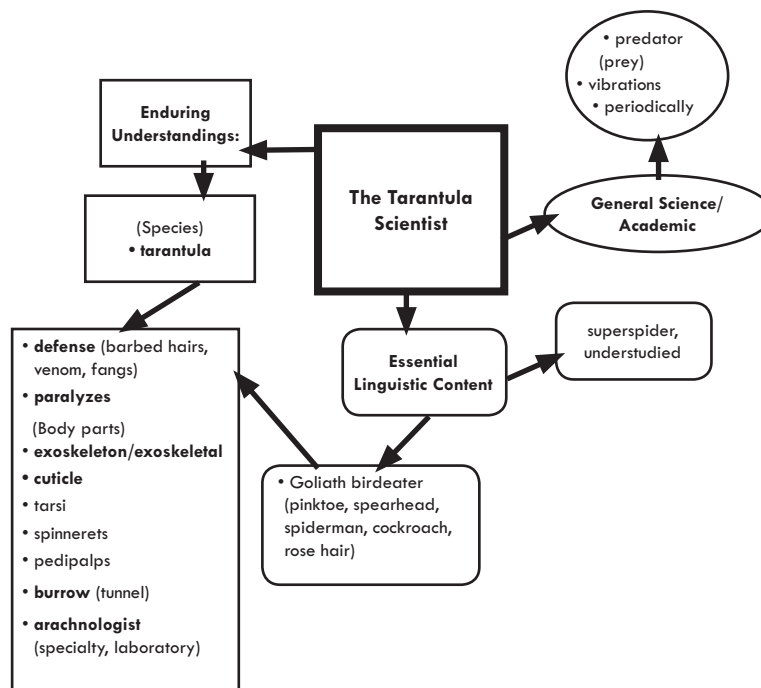 • predator
(prey)
• vibrations
• periodically
Enduring
Understandings:
The Tarantula
Scientist
General Science/
Academic
(Species)
• tarantula
• defense (barbed hairs,
venom, fangs)
• paralyzes
(Body parts)
• exoskeleton/exoskeletal
• cuticle
• tarsi
• spinnerets
• pedipalps
• burrow (tunnel)
• arachnologist
(specialty, laboratory)
Essential
Linguistic Content
superspider,
understudied
• Goliath birdeater
(pinktoe, spearhead,
spiderman, cockroach,
rose hair)